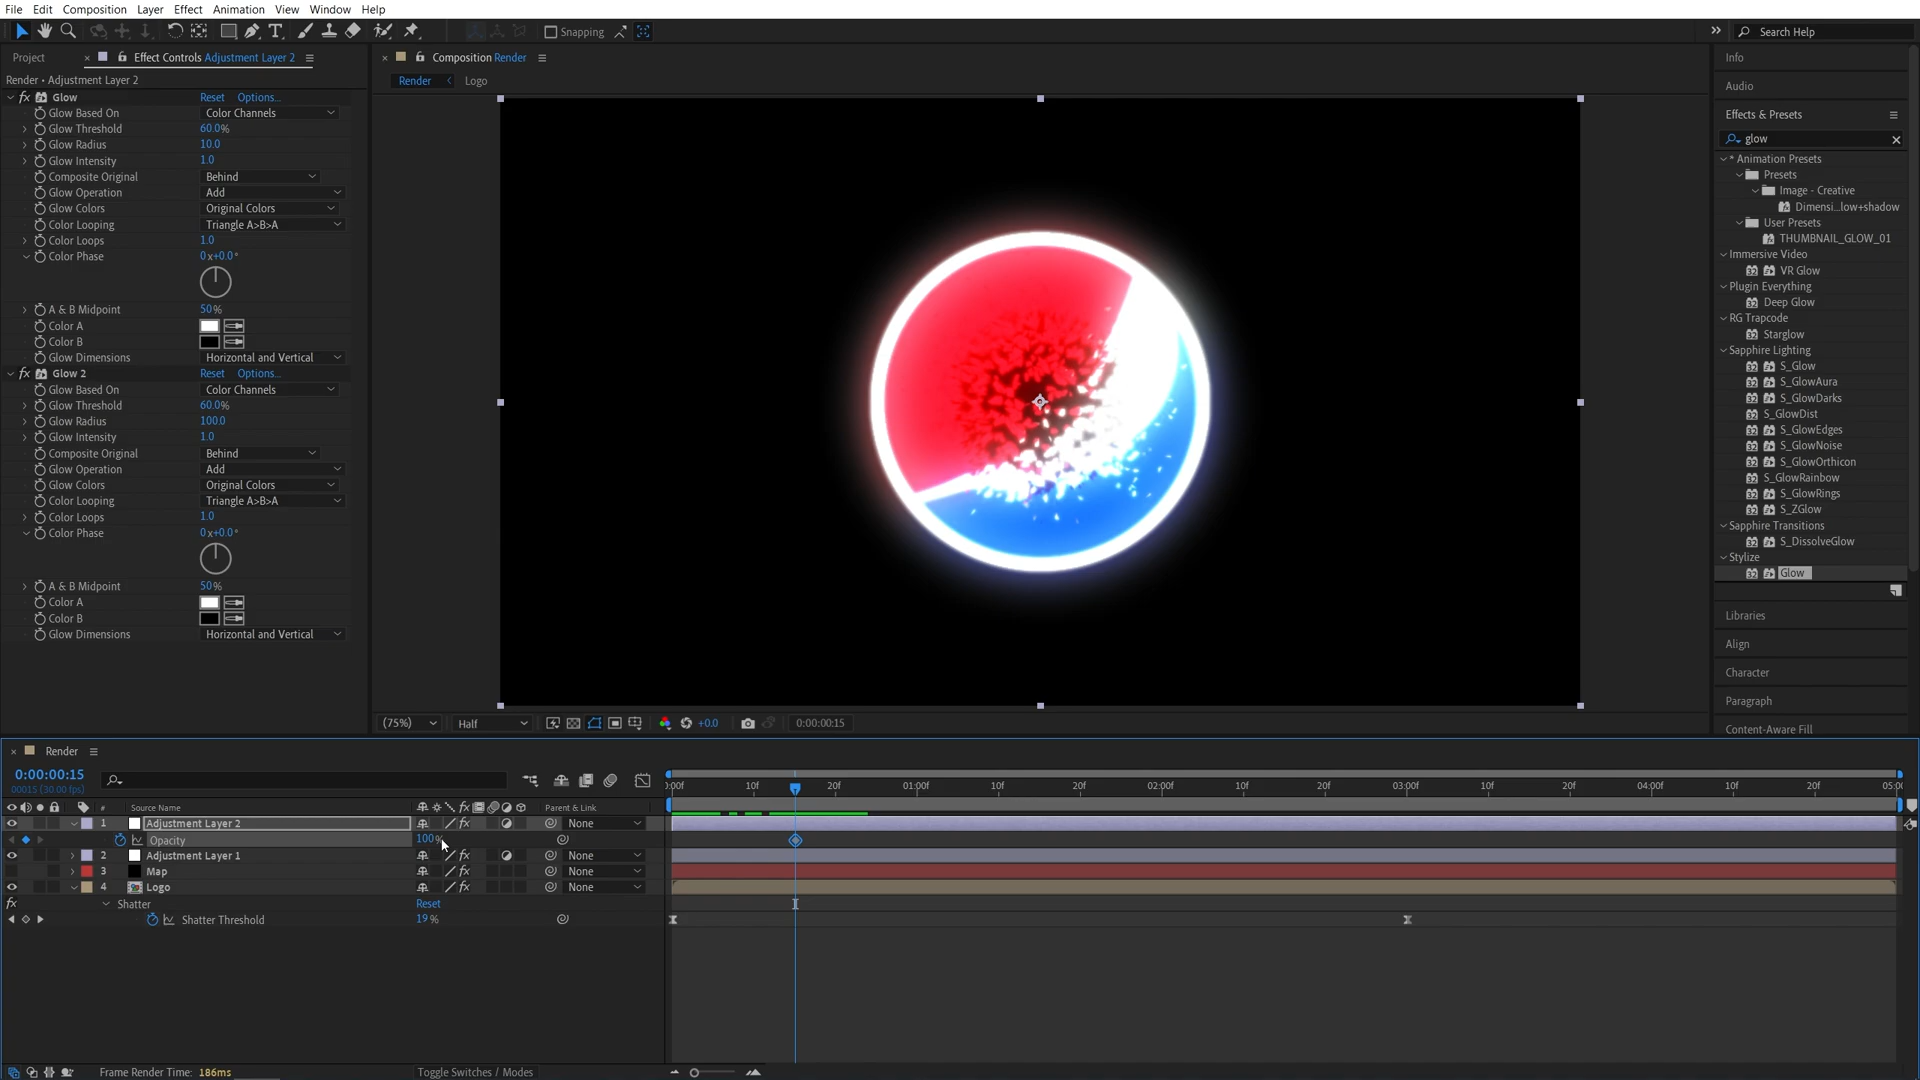 File Edit Composition Layer Effect Animation View Window Help
Snapping
Search Help
Project
Effect Controls Adjustment Layer 2
Render • Adjustment Layer 2
fx Glow Reset Options...
Glow Based On Color Channels
Glow Threshold 60.0%
Glow Radius 10.0
Glow Intensity 1.0
Composite Original Behind
Glow Operation Add
Glow Colors Original Colors
Color Looping Triangle A>B>A
Color Loops 1.0
Color Phase 0x+0.0°
A & B Midpoint 50%
Color A
Color B
Glow Dimensions Horizontal and Vertical
fx Glow 2 Reset Options...
Glow Based On Color Channels
Glow Threshold 60.0%
Glow Radius 100.0
Glow Intensity 1.0
Composite Original Behind
Glow Operation Add
Glow Colors Original Colors
Color Looping Triangle A>B>A
Color Loops 1.0
Color Phase 0x+0.0°
A & B Midpoint 50%
Color A
Color B
Glow Dimensions Horizontal and Vertical
Composition Render
Render Logo
(75%) Half +0.0 0:00:00:15
Info
Audio
Effects & Presets
glow
* Animation Presets
Presets
Image - Creative
Dimensi...low+shadow
User Presets
THUMBNAIL_GLOW_01
Immersive Video
VR Glow
Plugin Everything
Deep Glow
RG Trapcode
Starglow
Sapphire Lighting
S_Glow
S_GlowAura
S_GlowDarks
S_GlowDist
S_GlowEdges
S_GlowNoise
S_GlowOrthicon
S_GlowRainbow
S_GlowRings
S_ZGlow
Sapphire Transitions
S_DissolveGlow
Stylize
Glow
Libraries
Align
Character
Paragraph
Content-Aware Fill
Render
0:00:00:15
00015 (30.00 fps)
# Source Name fx Parent & Link
:00f 10f 20f 01:00f 10f 20f 02:00f 10f 20f 03:00f 10f 20f 04:00f 10f 20f 05:00
1 Adjustment Layer 2 fx None
Opacity 100%
2 Adjustment Layer 1 fx None
3 Map fx None
4 Logo fx None
fx Shatter Reset
Shatter Threshold 19 %
Frame Render Time: 186ms
Toggle Switches / Modes